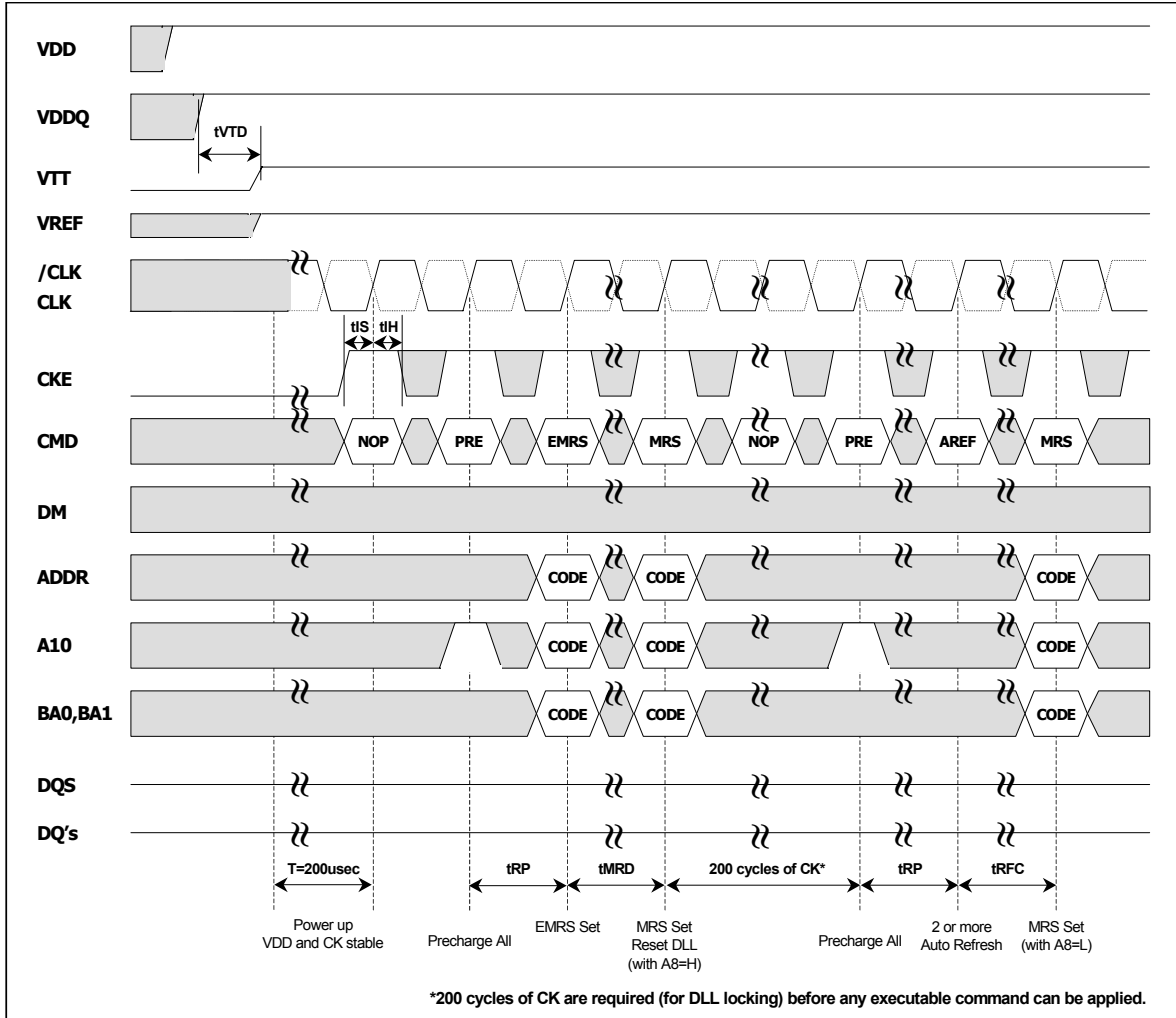 VDD
VDDQ
tVTD
VTT
VREF
/CLK
CLK
tIS tIH
CKE
CMD NOP PRE EMRS MRS NOP PRE AREF MRS
DM
ADDR CODE CODE CODE
A10 CODE CODE CODE
BA0,BA1 CODE CODE CODE
DQS
DQ's
T=200usec tRP tMRD 200 cycles of CK* tRP tRFC
Power up
VDD and CK stable
Precharge All
EMRS Set
MRS Set
Reset DLL
(with A8=H)
Precharge All
2 or more
Auto Refresh
MRS Set
(with A8=L)
*200 cycles of CK are required (for DLL locking) before any executable command can be applied.